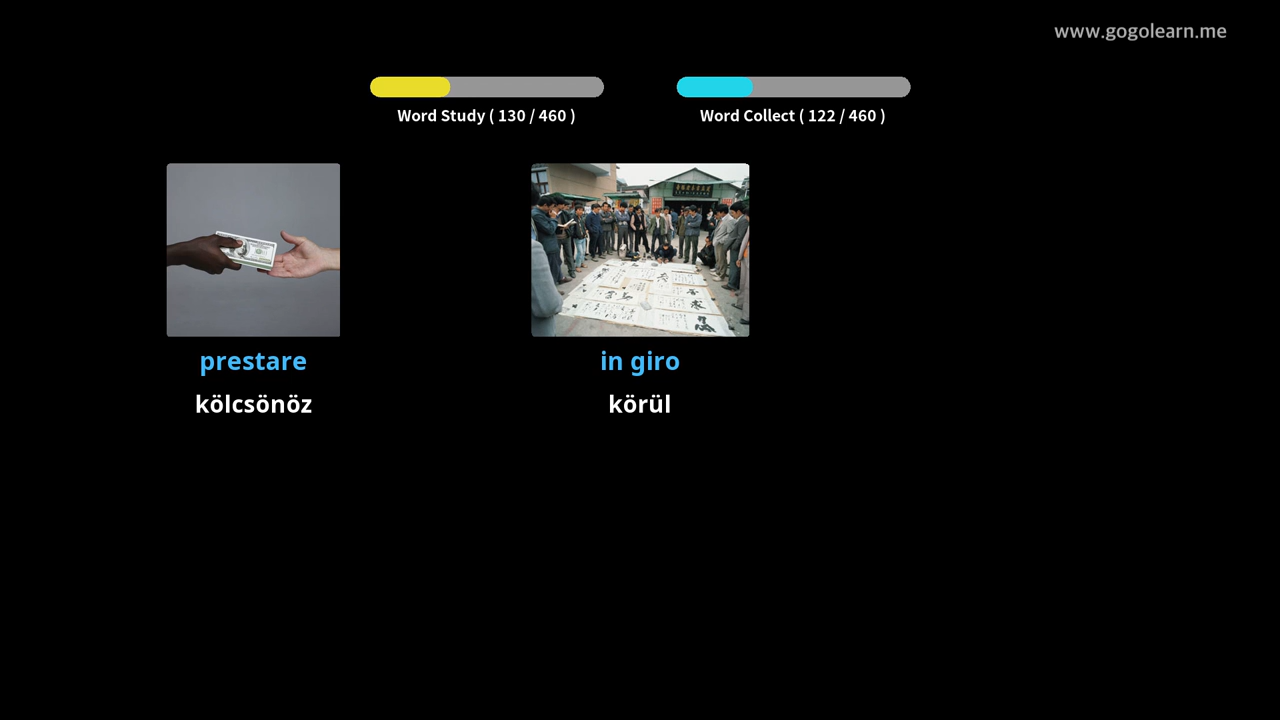 www.gogolearn.me
Word Study ( 130 / 460 )
Word Collect ( 122 / 460 )
prestare
in giro
kölcsönöz
körül